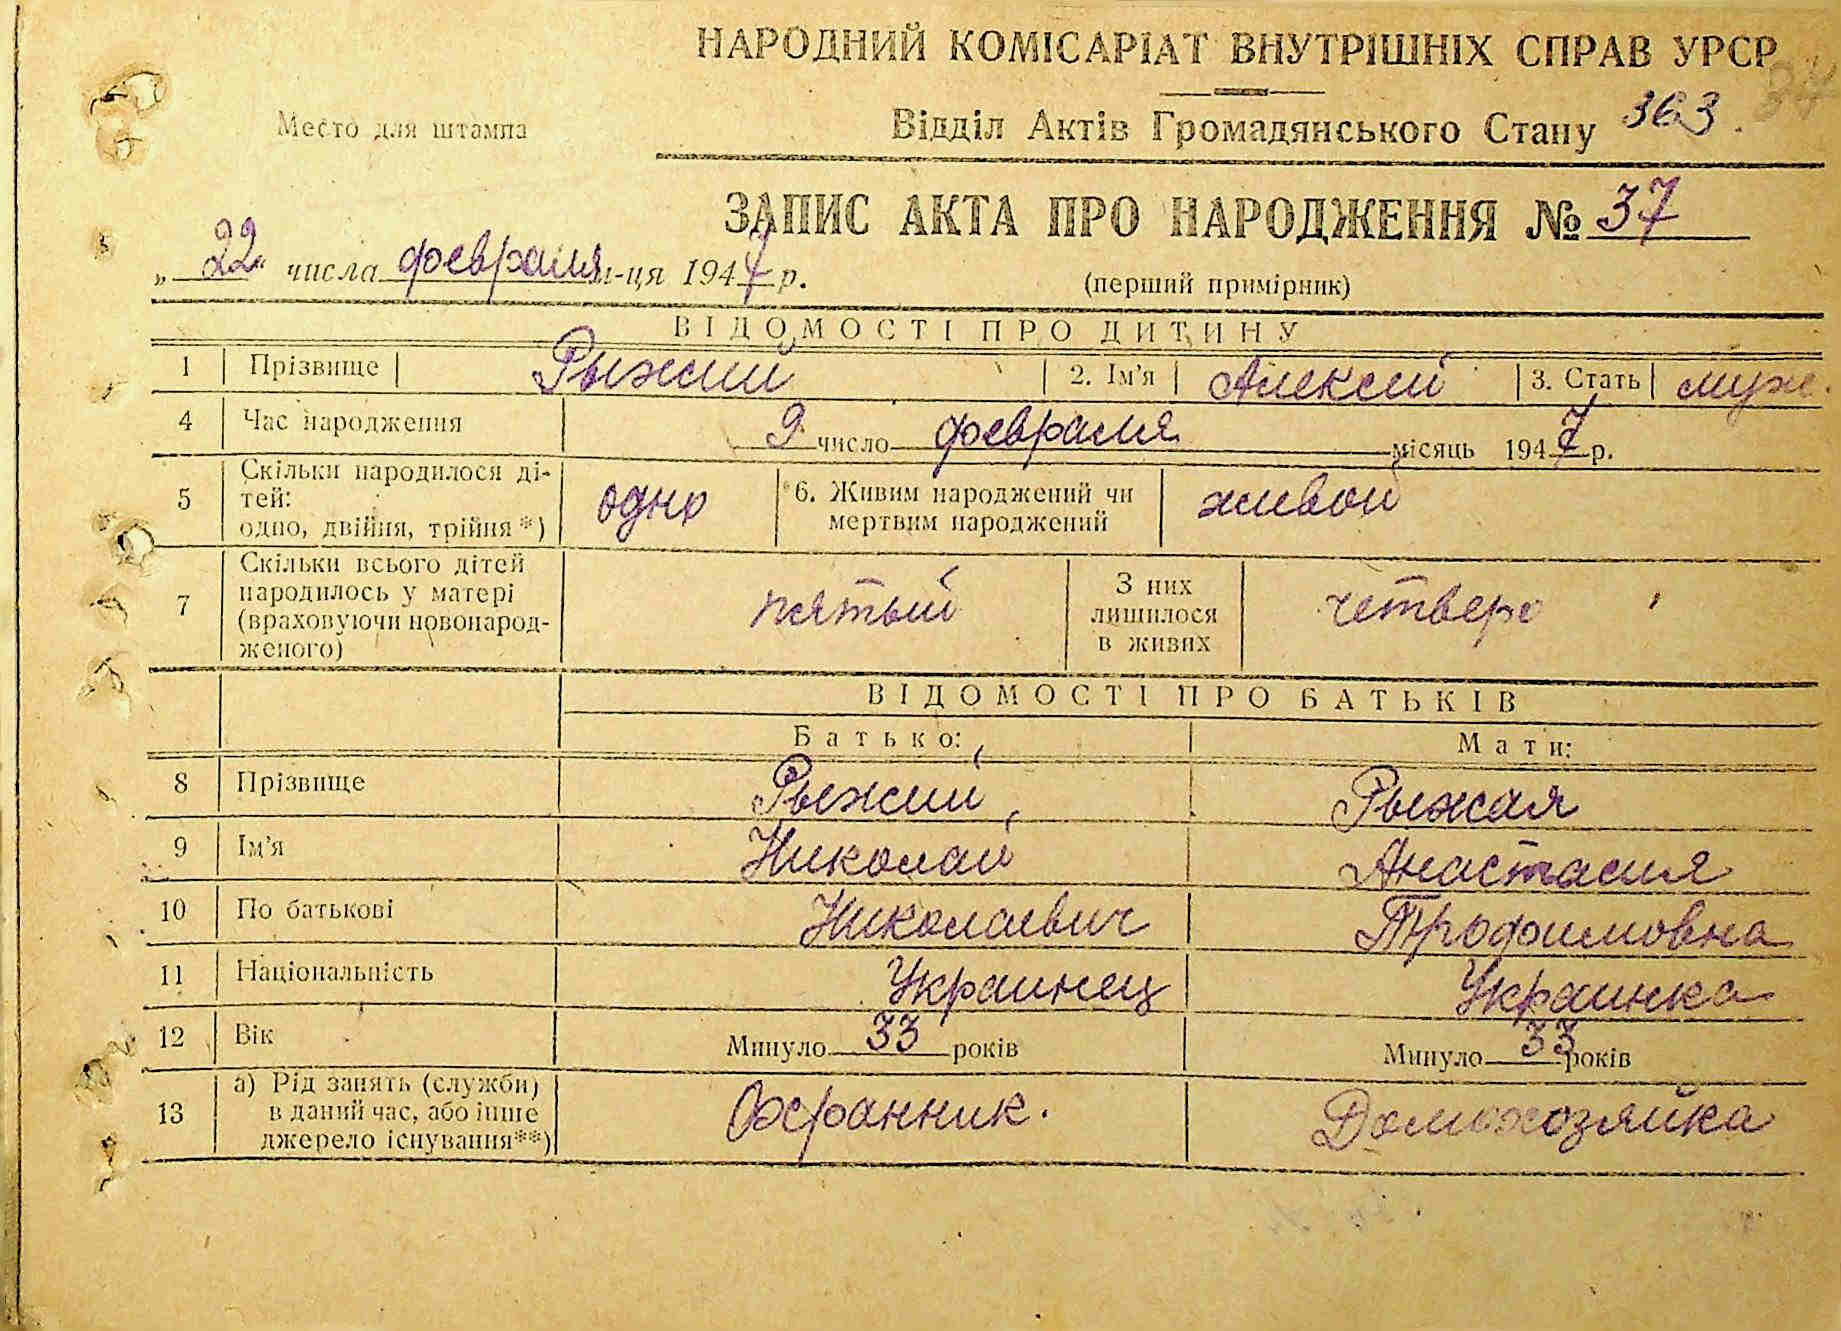 НАРОДНИЙ КОМІСАРІАТ ВНУТРІШНІХ СПРАВ УРСР
Место для штампа
Відділ Актів Громадянського Стану 363
ЗАПИС АКТА ПРО НАРОДЖЕННЯ № 37
„22" числа февраля м-ця 1947 р.
(перший примірник)
ВІДОМОСТІ ПРО ДИТИНУ
1 Прізвище Рыжий 2. Ім'я Алексей 3. Стать муж.
4 Час народження 9 число февраля місяць 1947 р.
5 Скільки народилося ді-
тей:
одно, двійня, трійня *) одно
6. Живим народжений чи
мертвим народжений живой
7 Скільки всього дітей
народилось у матері
(враховуючи новонарод-
женого) пятый
З них
лишилося
в живих четверо
ВІДОМОСТІ ПРО БАТЬКІВ
Батько: Мати:
8 Прізвище Рыжий Рыжая
9 Ім'я Николай Анастасия
10 По батькові Николаевич Трофимовна
11 Національність Украинец Украинка
12 Вік Минуло 33 років Минуло 33 років
13 а) Рід занять (служби)
в даний час, або інше
джерело існування**) Охранник. Домохозяйка